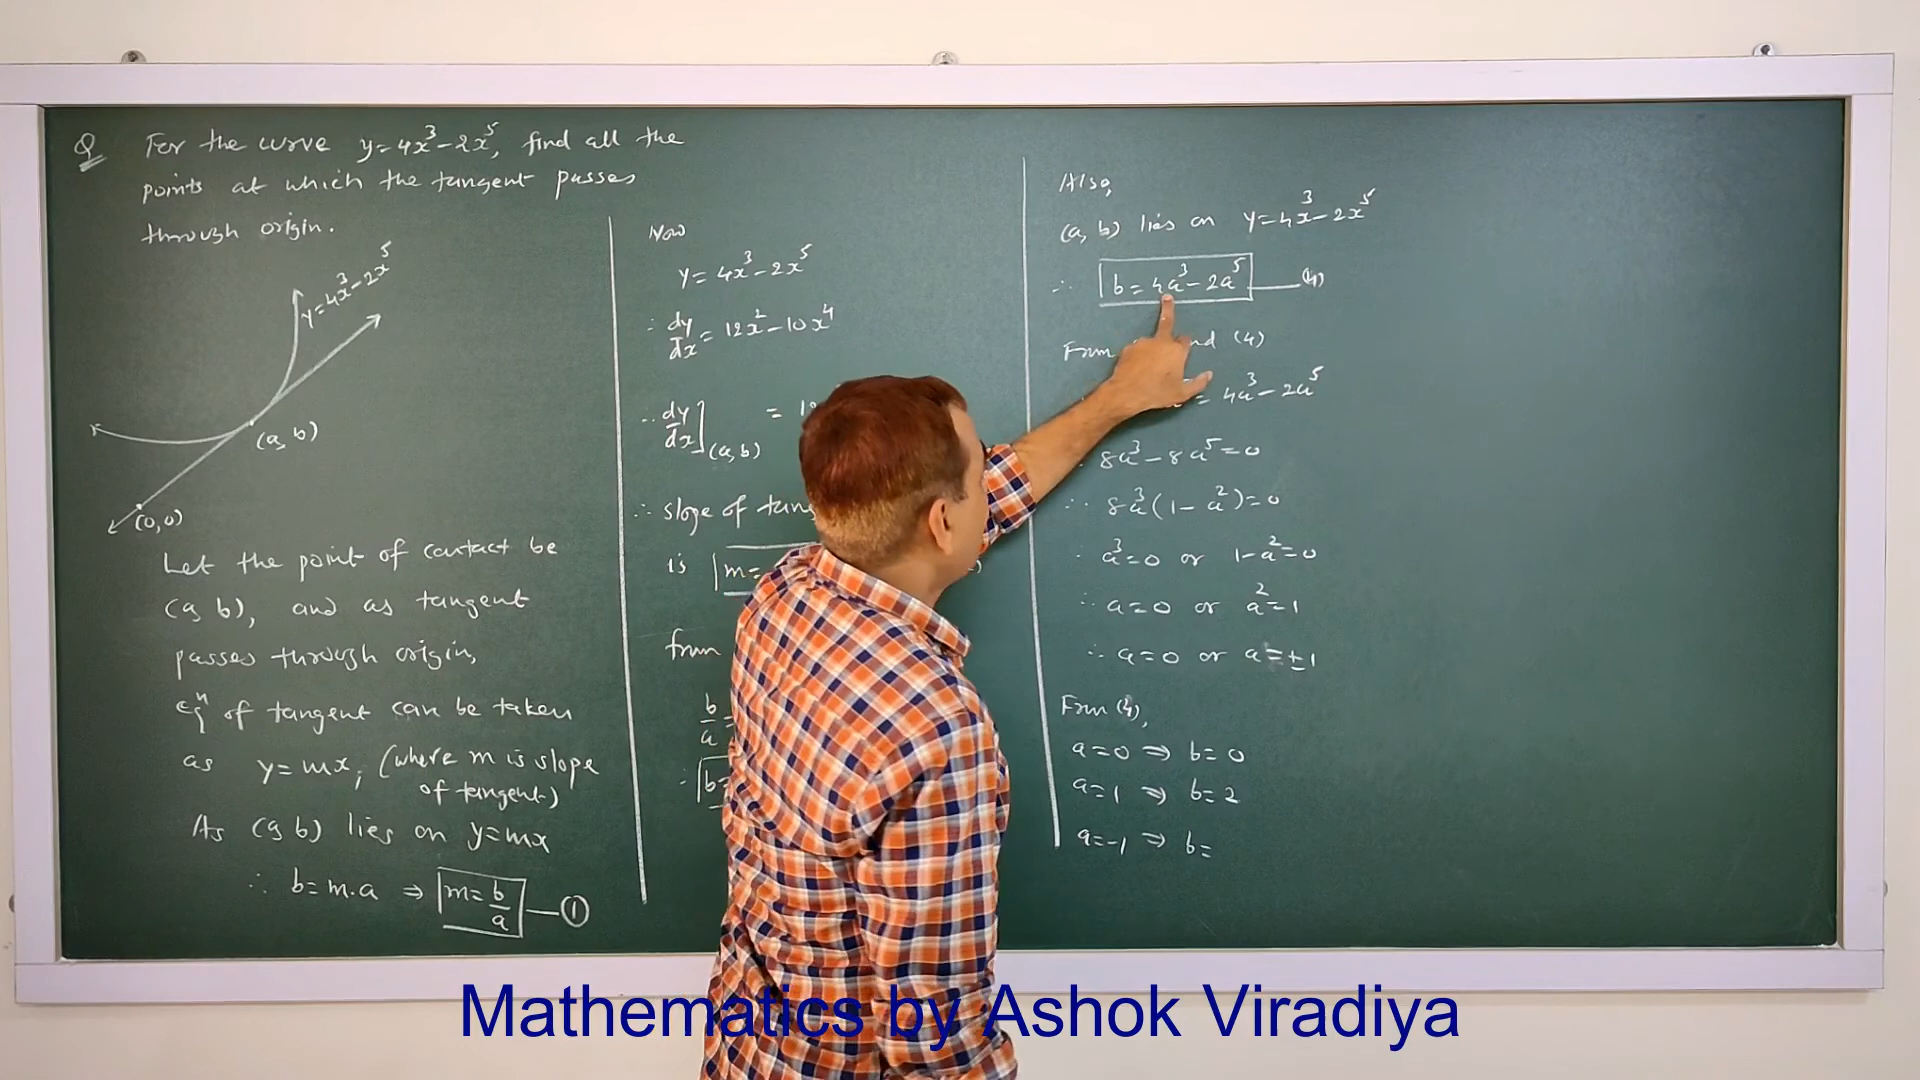 Q For the curve y=4x³-2x⁵, find all the
points at which the tangent passes
through origin.
y=4x³-2x⁵
(a, b)
(0,0)
Let the point of contact be
(a, b), and as tangent
passes through origin,
eqⁿ of tangent can be taken
as y=mx, (where m is slope
of tangent)
As (a, b) lies on y=mx
∴ b=m.a ⇒ m=b/a —①
Now
y=4x³-2x⁵
∴ dy/dx = 12x²-10x⁴
∴ dy/dx](a,b) = 12
∴ slope of tang
is m=
from
b/a =
∴ b=
Also,
(a, b) lies on y=4x³-2x⁵
∴ b=4a³-2a⁵ —(4)
From and (4)
= 4a³-2a⁵
∴ 8a³-8a⁵=0
∴ 8a³(1-a²)=0
∴ a³=0 or 1-a²=0
∴ a=0 or a²=1
∴ a=0 or a=±1
From (4),
a=0 ⇒ b=0
a=1 ⇒ b=2
a=-1 ⇒ b=
Mathematics by Ashok Viradiya